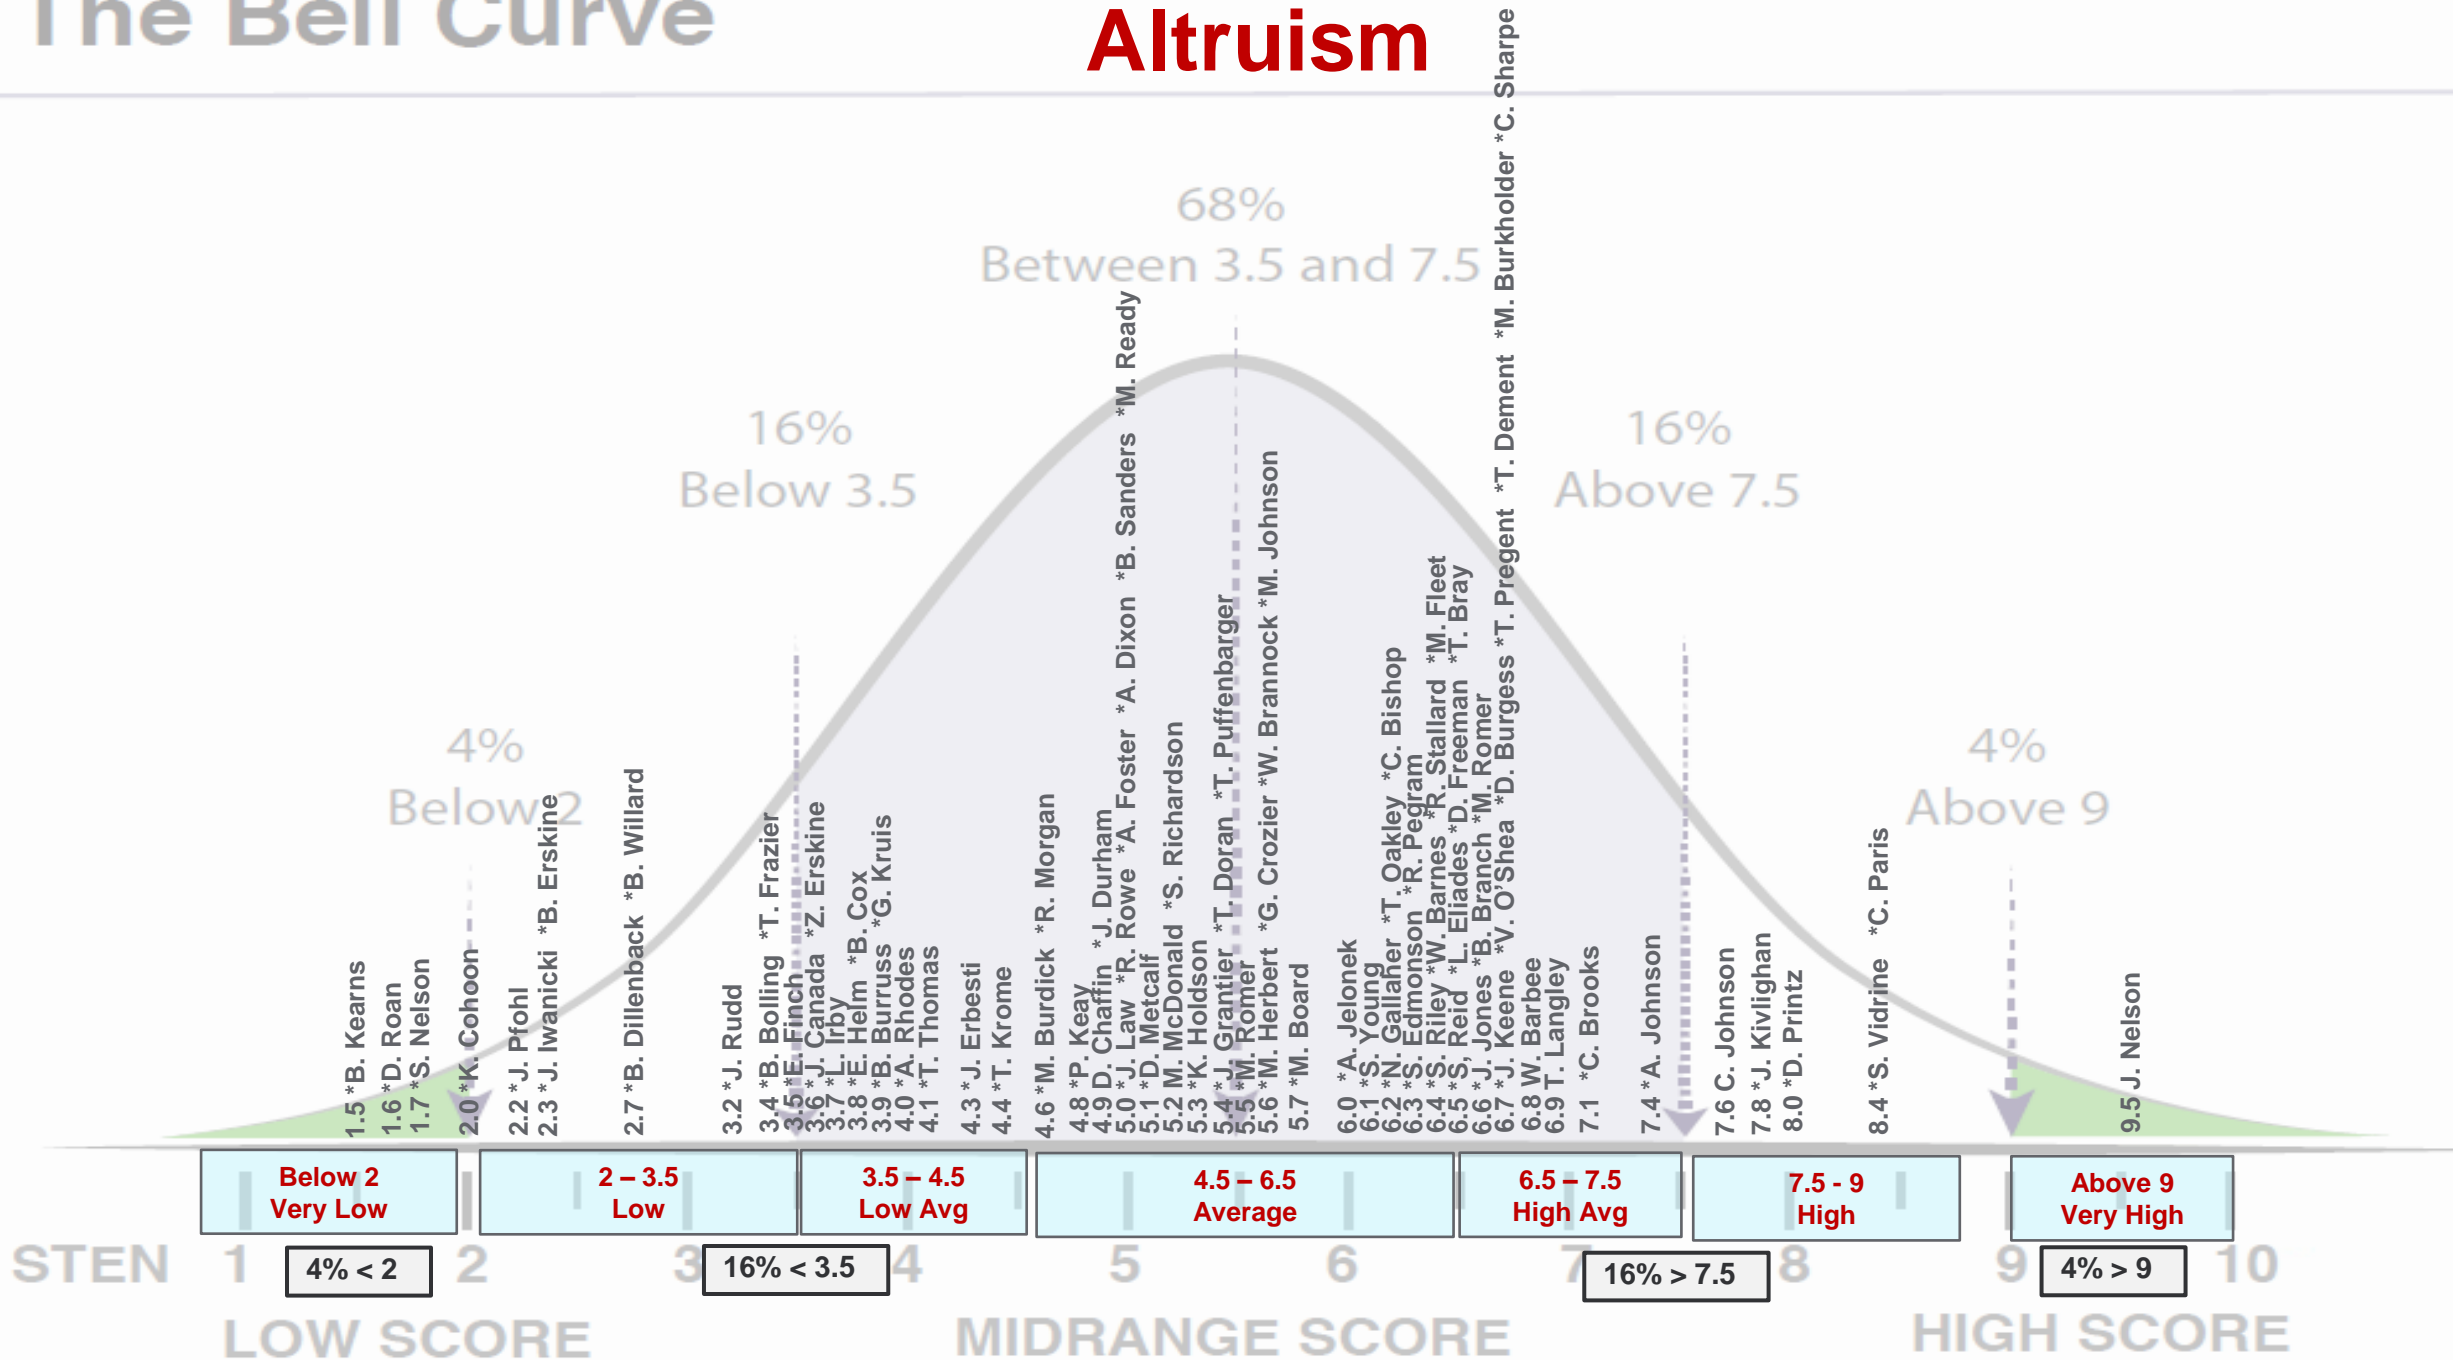 The Bell Curve
Altruism
68%
Between 3.5 and 7.5
16%
Below 3.5
16%
Above 7.5
4%
Below 2
4%
Above 9
1.5 *B. Kearns
1.6 *D. Roan
1.7 *S. Nelson
2.0 *K. Cohoon
2.2 *J. Pfohl
2.3 *J. Iwanicki *B. Erskine
2.7 *B. Dillenback *B. Willard
3.2 *J. Rudd
3.4 *B. Bolling *T. Frazier
3.5 *E. Finch
3.6 *J. Canada *Z. Erskine
3.7 *L. Irby
3.8 *E. Helm *B. Cox
3.9 *B. Burruss *G. Kruis
4.0 *A. Rhodes
4.1 *T. Thomas
4.3 *J. Erbesti
4.4 *T. Krome
4.6 *M. Burdick *R. Morgan
4.8 *P. Keay
4.9 D. Chaffin *J. Durham
5.0 *J. Law *R. Rowe *A. Foster *A. Dixon *B. Sanders *M. Ready
5.1 *D. Metcalf
5.2 M. McDonald *S. Richardson
5.3 *K. Holdson
5.4 *J. Grantier *T. Doran *T. Puffenbarger
5.5 *M. Romer
5.6 *M. Herbert *G. Crozier *W. Brannock *M. Johnson
5.7 *M. Board
6.0 *A. Jelonek
6.1 *S. Young
6.2 *N. Gallaher *T. Oakley *C. Bishop
6.3 *S. Edmonson *R. Pegram
6.4 *S. Riley *W. Barnes *R. Stallard *M. Fleet
6.5 *S, Reid *L. Eliades *D. Freeman *T. Bray
6.6 *J. Jones *B. Branch *M. Romer
6.7 *J. Keene *V. O'Shea *D. Burgess *T. Pregent *T. Dement *M. Burkholder *C. Sharpe
6.8 W. Barbee
6.9 T. Langley
7.1 *C. Brooks
7.4 *A. Johnson
7.6 C. Johnson
7.8 *J. Kivlighan
8.0 *D. Printz
8.4 *S. Vidrine *C. Paris
9.5 J. Nelson
Below 2
Very Low
2 – 3.5
Low
3.5 – 4.5
Low Avg
4.5 – 6.5
Average
6.5 – 7.5
High Avg
7.5 - 9
High
Above 9
Very High
STEN 1 2 3 4 5 6 7 8 9 10
4% < 2
16% < 3.5
16% > 7.5
4% > 9
LOW SCORE
MIDRANGE SCORE
HIGH SCORE